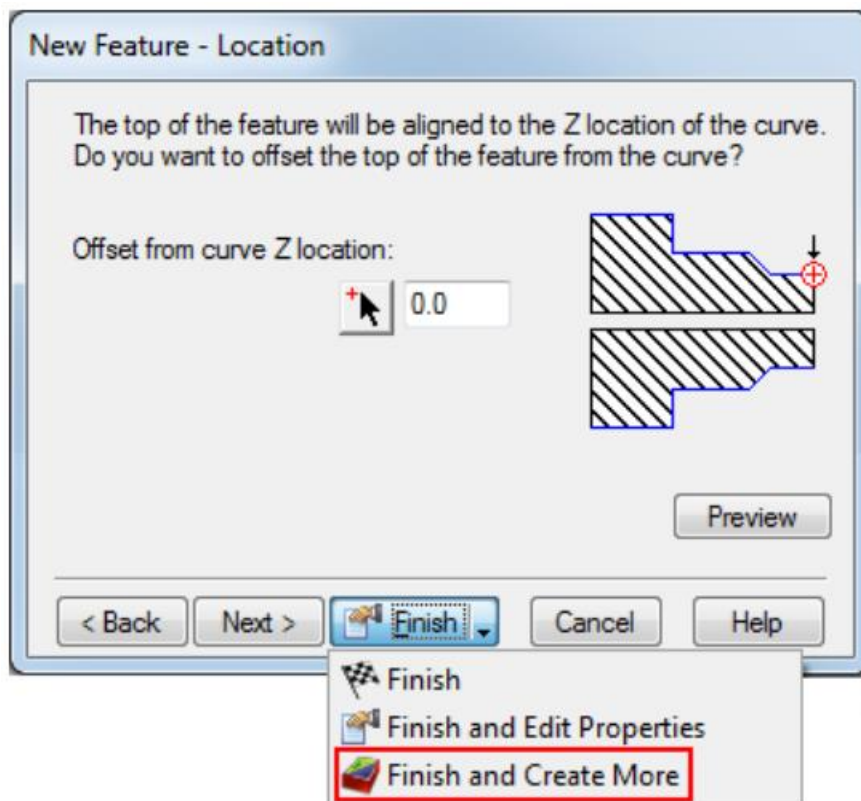 New Feature - Location
The top of the feature will be aligned to the Z location of the curve.
Do you want to offset the top of the feature from the curve?
Offset from curve Z location:
0.0
Preview
< Back Next > Finish Cancel Help
Finish
Finish and Edit Properties
Finish and Create More